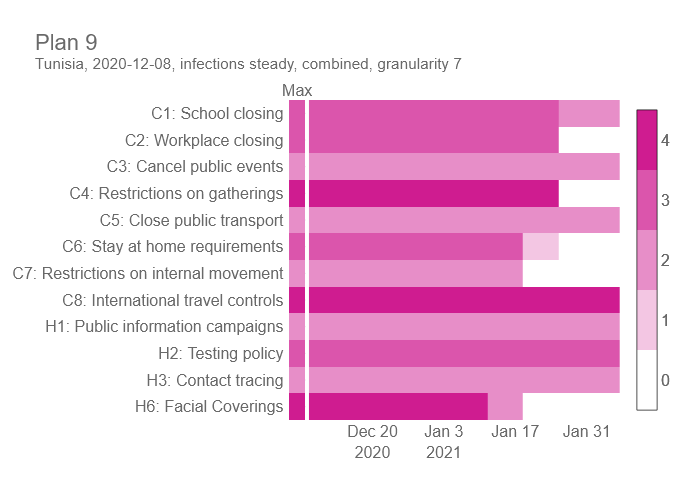 Plan 9
Tunisia, 2020-12-08, infections steady, combined, granularity 7
Max
C1: School closing
C2: Workplace closing
C3: Cancel public events
C4: Restrictions on gatherings
C5: Close public transport
C6: Stay at home requirements
C7: Restrictions on internal movement
C8: International travel controls
H1: Public information campaigns
H2: Testing policy
H3: Contact tracing
H6: Facial Coverings
Dec 20 Jan 3 Jan 17 Jan 31
2020 2021
4
3
2
1
0